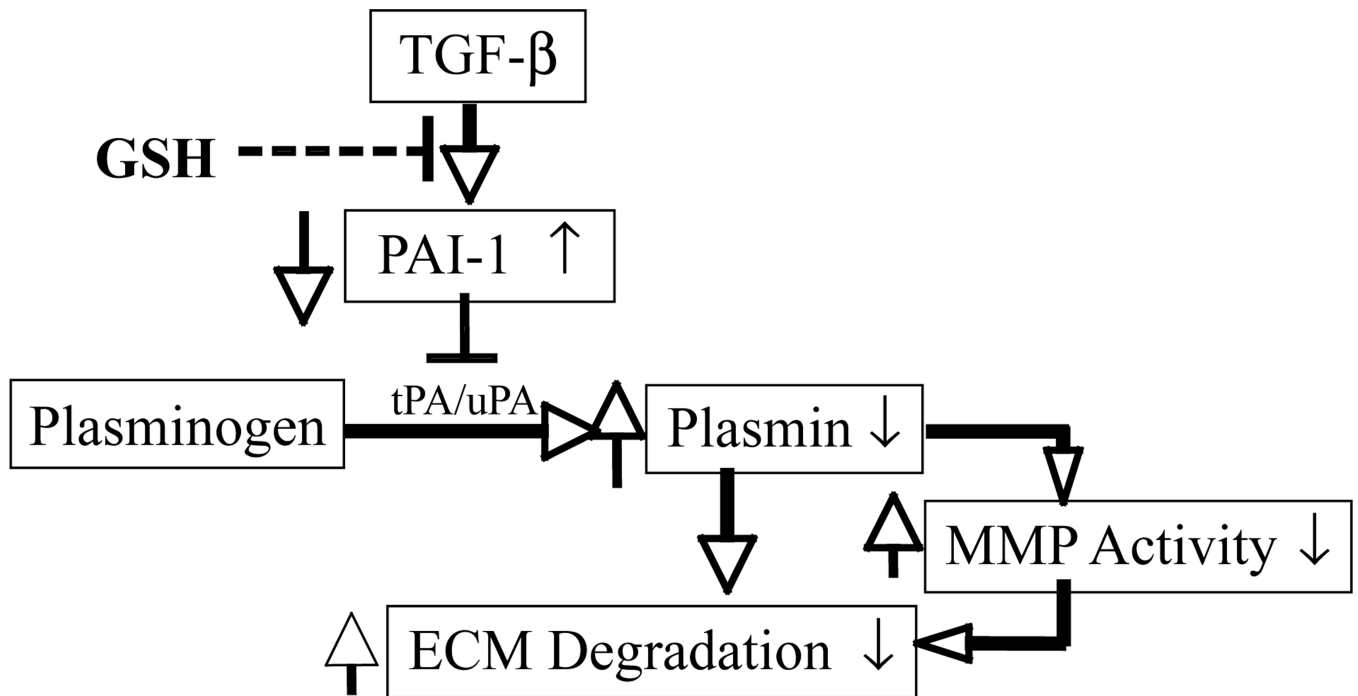 TGF-β
GSH
PAI-1 ↑
tPA/uPA
Plasminogen
Plasmin ↓
MMP Activity ↓
ECM Degradation ↓